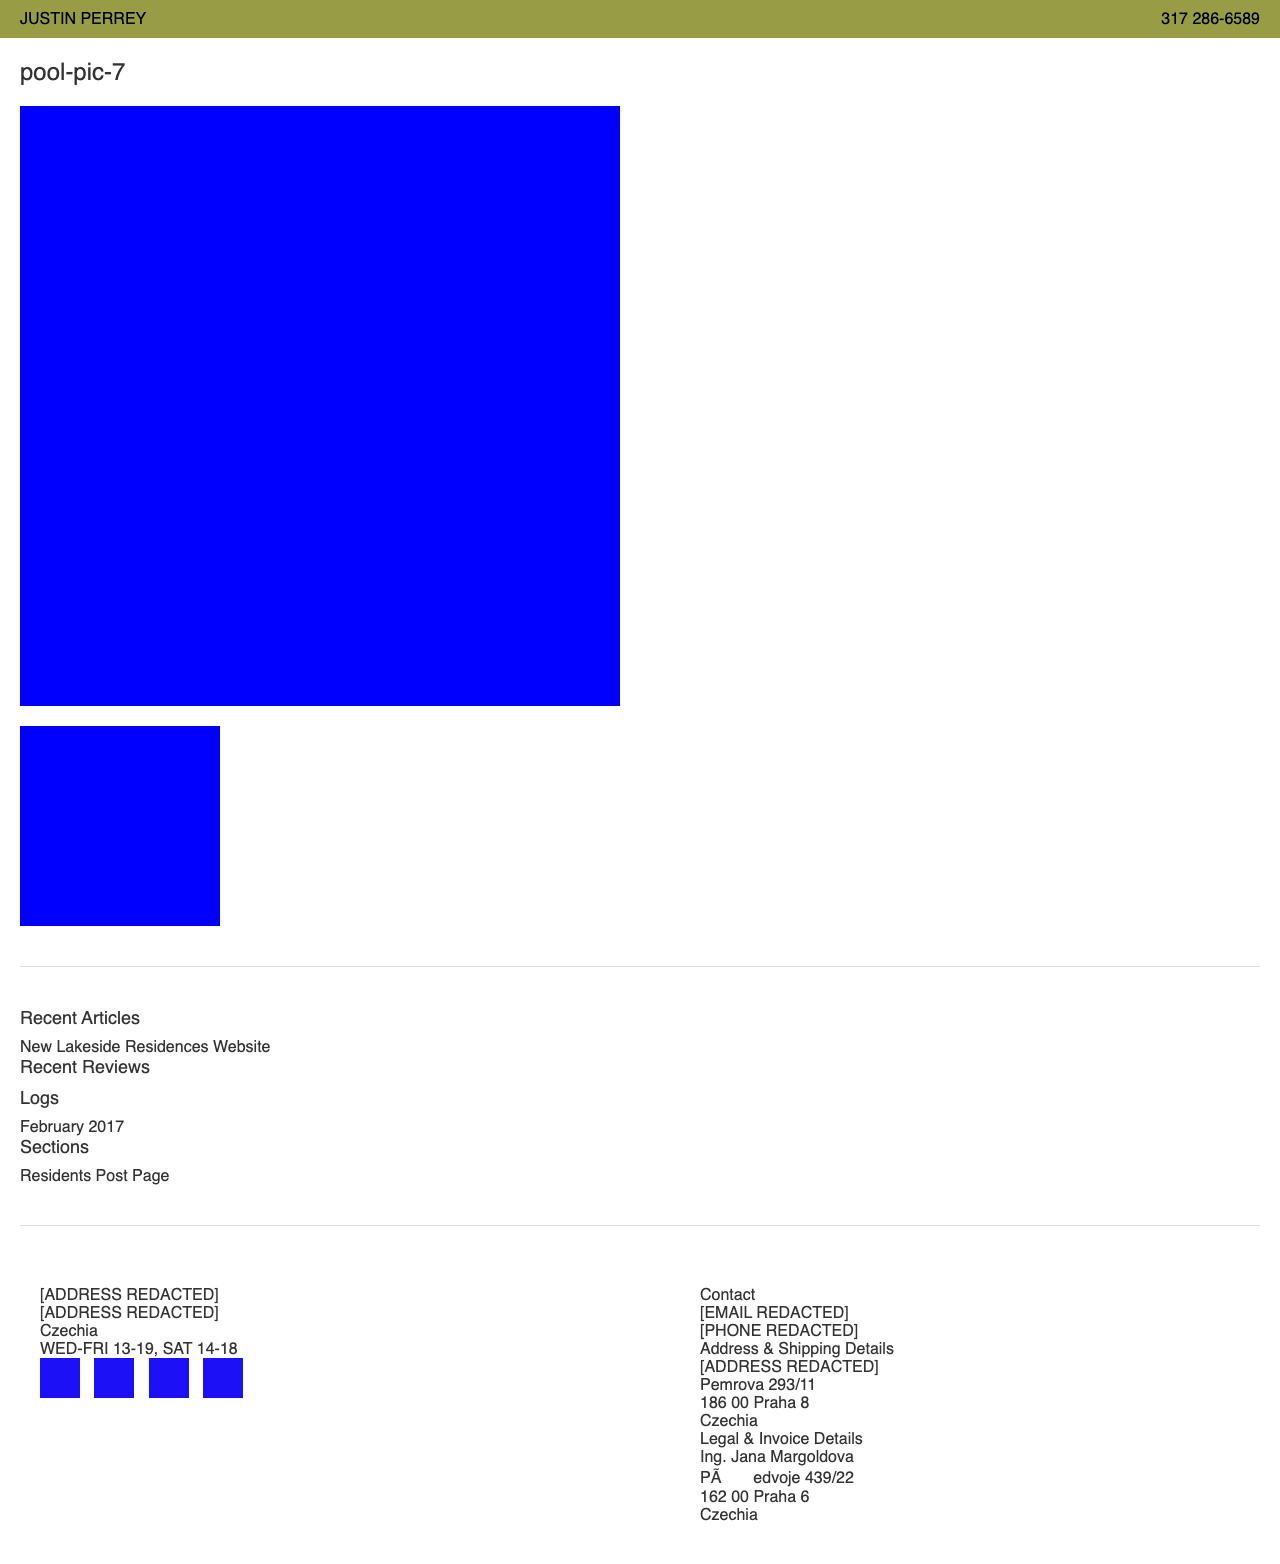 JUSTIN PERREY
317 286-6589
pool-pic-7
Recent Articles
New Lakeside Residences Website
Recent Reviews
Logs
February 2017
Sections
Residents Post Page
[ADDRESS REDACTED]
[ADDRESS REDACTED]
Czechia
WED-FRI 13-19, SAT 14-18
Contact
[EMAIL REDACTED]
[PHONE REDACTED]
Address & Shipping Details
[ADDRESS REDACTED]
Pemrova 293/11
186 00 Praha 8
Czechia
Legal & Invoice Details
Ing. Jana Margoldova
PÃ edvoje 439/22
162 00 Praha 6
Czechia